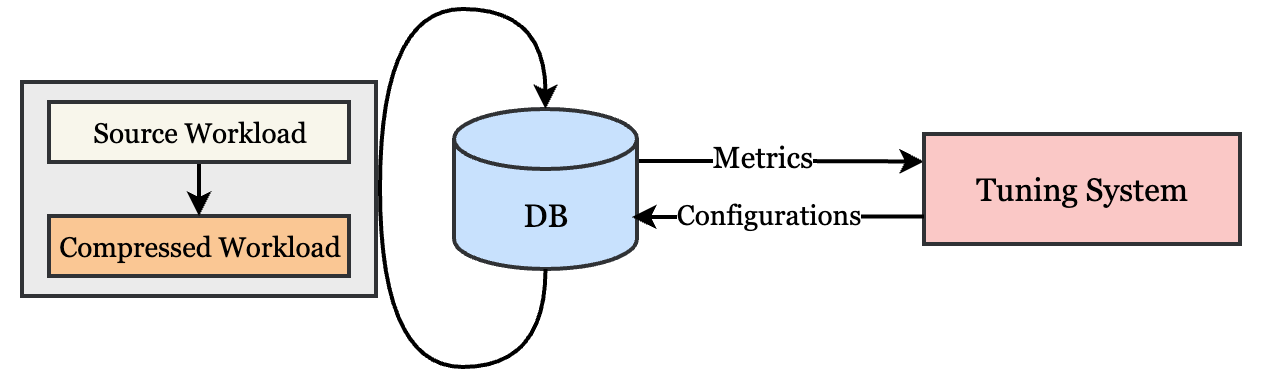 Source Workload
Compressed Workload
DB
Metrics
Configurations
Tuning System